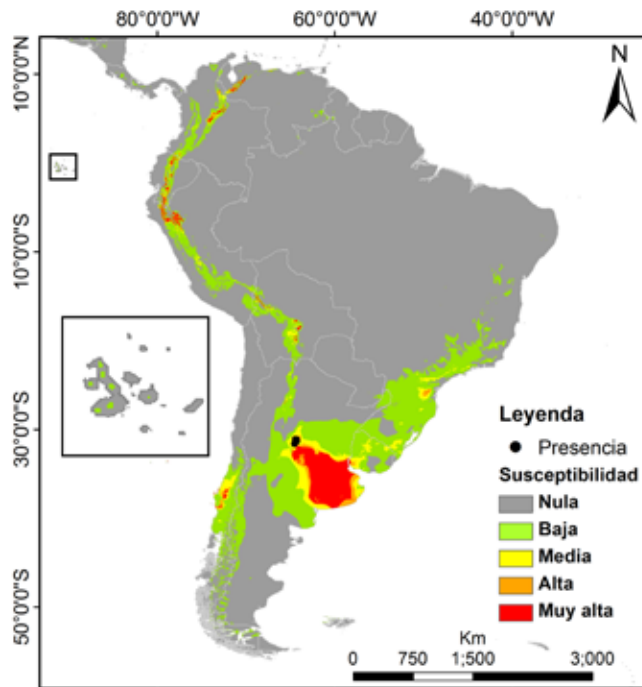 80°0'0"W 60°0'0"W 40°0'0"W
10°0'0"N
N
10°0'0"S
30°0'0"S
50°0'0"S
Leyenda
Presencia
Susceptibilidad
Nula
Baja
Media
Alta
Muy alta
Km
0 750 1:500 3;000